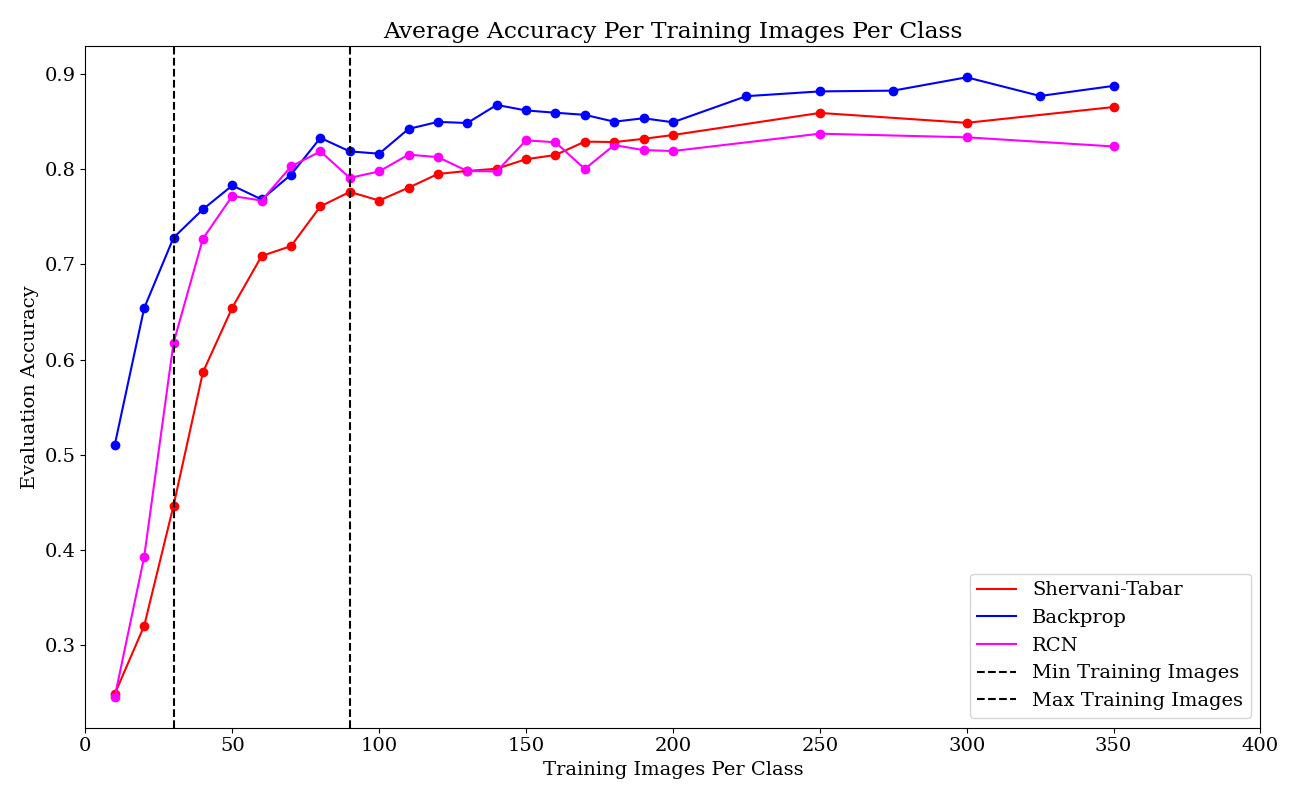 Average Accuracy Per Training Images Per Class
Evaluation Accuracy
0.9
0.8
0.7
0.6
0.5
0.4
0.3
0 50 100 150 200 250 300 350 400
Training Images Per Class
Shervani-Tabar
Backprop
RCN
Min Training Images
Max Training Images